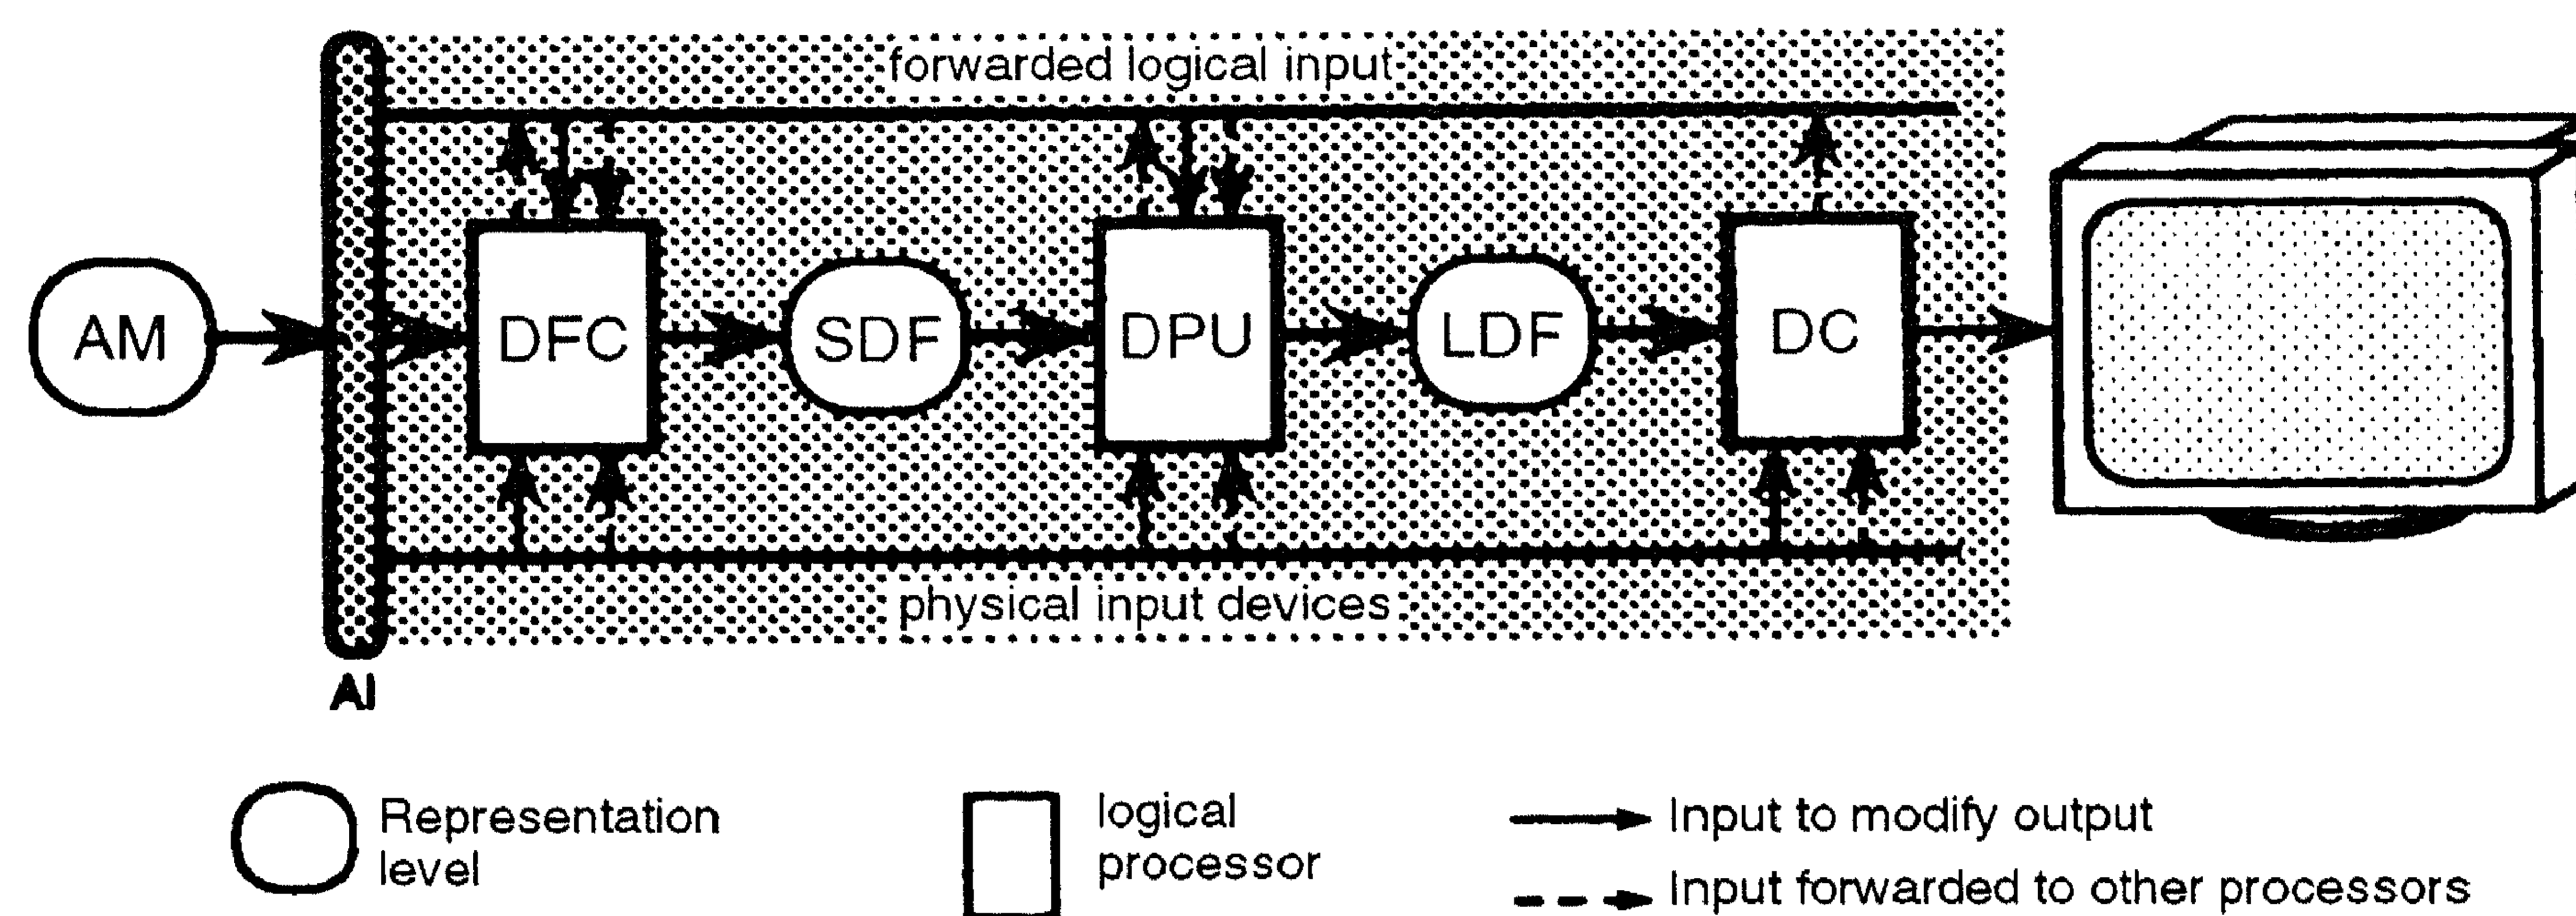 forwarded logical input
AM
DFC
SDF
DPU
LDF
DC
physical input devices
AI
Representation
level
logical
processor
Input to modify output
Input forwarded to other processors